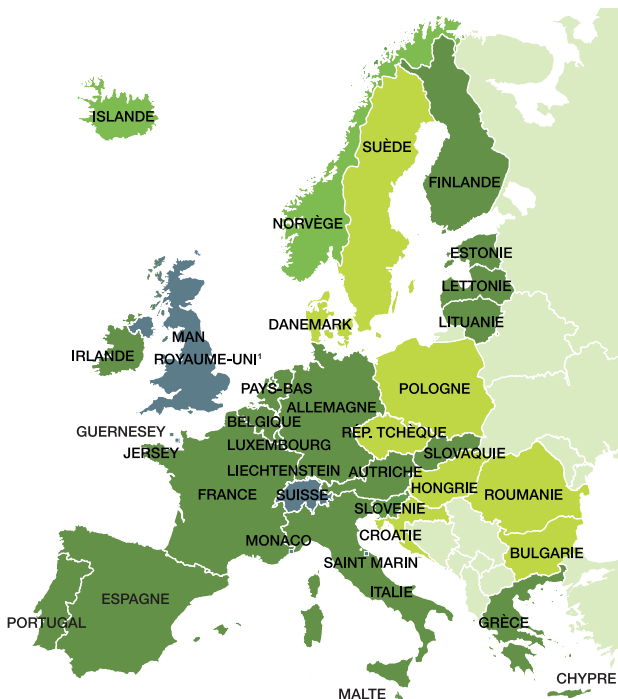 ISLANDE
SUÈDE
FINLANDE
NORVÈGE
ESTONIE
LETTONIE
LITUANIE
DANEMARK
MAN
IRLANDE
ROYAUME-UNI¹
PAYS-BAS
POLOGNE
ALLEMAGNE
BELGIQUE
GUERNESEY
RÉP. TCHÈQUE
LUXEMBOURG
JERSEY
SLOVAQUIE
LIECHTENSTEIN
AUTRICHE
HONGRIE
FRANCE
SUISSE
ROUMANIE
SLOVENIE
CROATIE
MONACO
BULGARIE
SAINT MARIN
ITALIE
ESPAGNE
PORTUGAL
GRÈCE
CHYPRE
MALTE